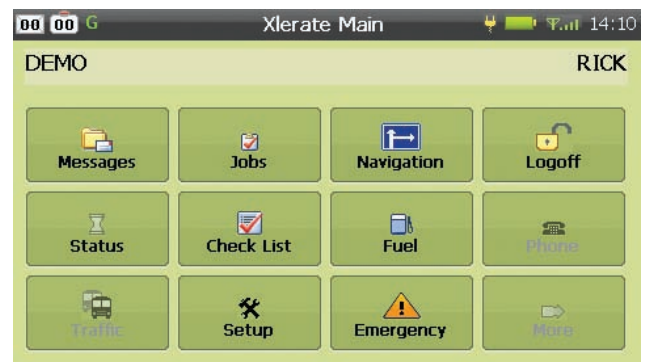 00 00 G Xlerate Main 14:10
DEMO RICK
Messages Jobs Navigation Logoff
Status Check List Fuel Phone
Traffic Setup Emergency More